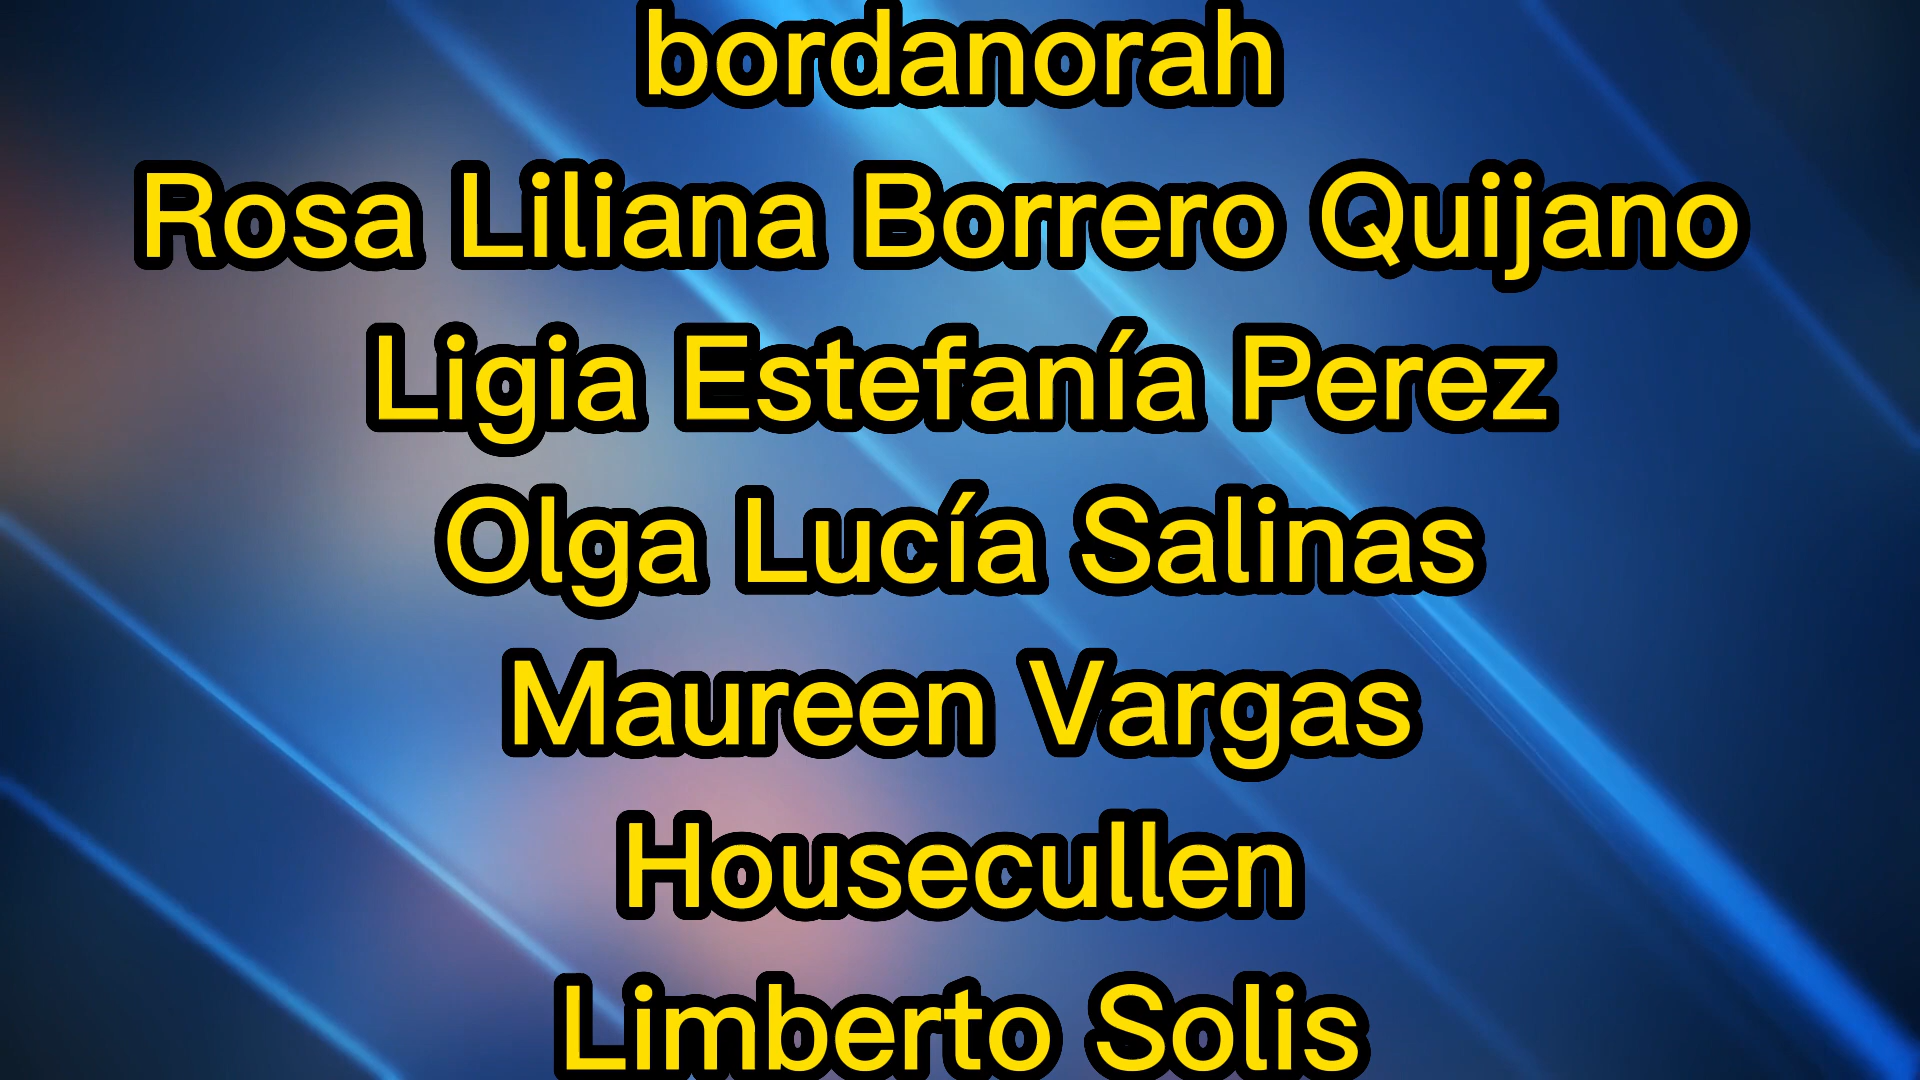 bordanorah
Rosa Liliana Borrero Quijano
Ligia Estefanía Perez
Olga Lucía Salinas
Maureen Vargas
Housecullen
Limberto Solis